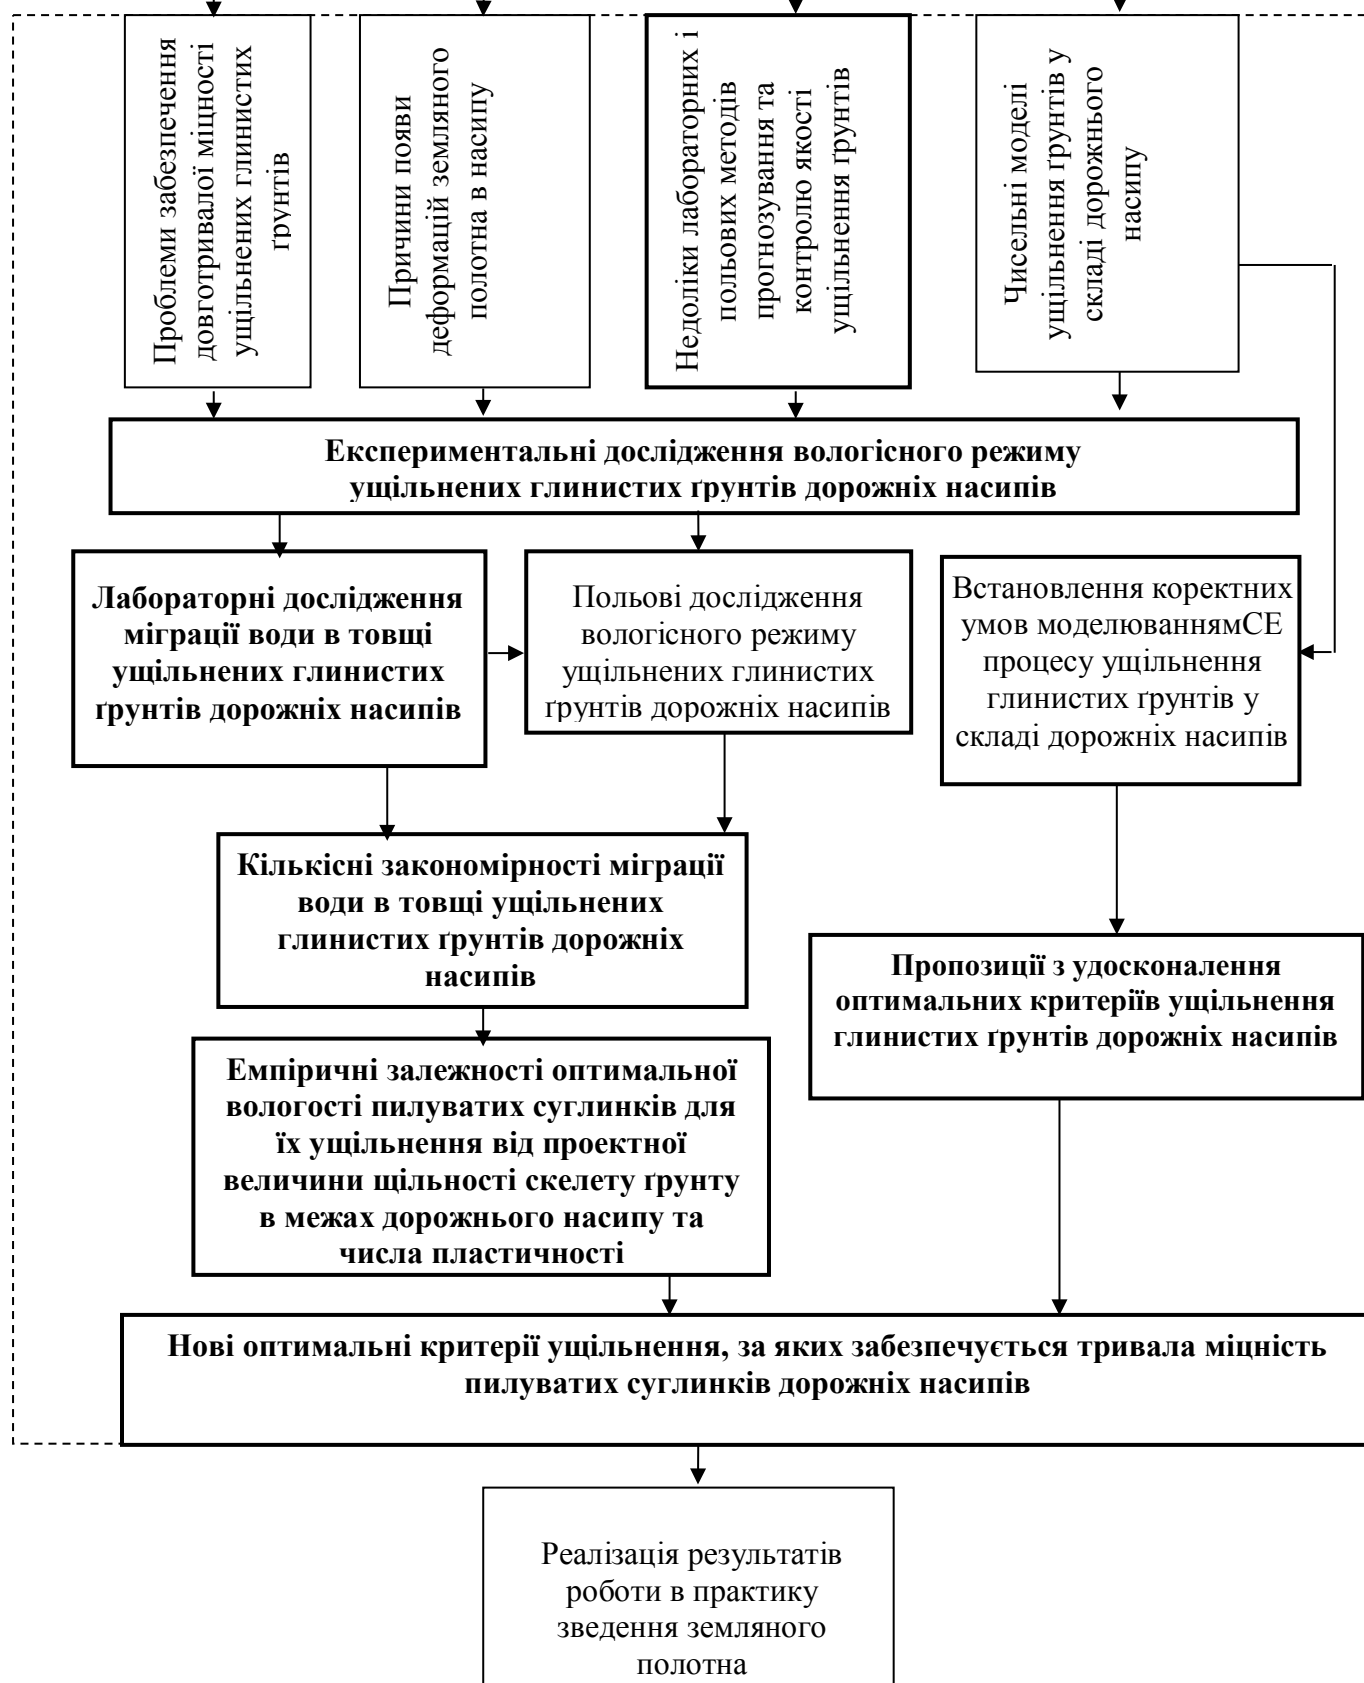 Проблеми забезпечення
довготривалої міцності
ущільнених глинистих
ґрунтів
Причини появи
деформацій земляного
полотна в насипу
Недоліки лабораторних і
польових методів
прогнозування та
контролю якості
ущільнення ґрунтів
Чисельні моделі
ущільнення ґрунтів у
складі дорожнього
насипу
Експериментальні дослідження вологісного режиму
ущільнених глинистих ґрунтів дорожніх насипів
Лабораторні дослідження
міграції води в товщі
ущільнених глинистих
ґрунтів дорожніх насипів
Польові дослідження
вологісного режиму
ущільнених глинистих
ґрунтів дорожніх насипів
Встановлення коректних
умов моделюваннямСЕ
процесу ущільнення
глинистих ґрунтів у
складі дорожніх насипів
Кількісні закономірності міграції
води в товщі ущільнених
глинистих ґрунтів дорожніх
насипів
Пропозиції з удосконалення
оптимальних критеріїв ущільнення
глинистих ґрунтів дорожніх насипів
Емпіричні залежності оптимальної
вологості пилуватих суглинків для
їх ущільнення від проектної
величини щільності скелету ґрунту
в межах дорожнього насипу та
числа пластичності
Нові оптимальні критерії ущільнення, за яких забезпечується тривала міцність
пилуватих суглинків дорожніх насипів
Реалізація результатів
роботи в практику
зведення земляного
полотна